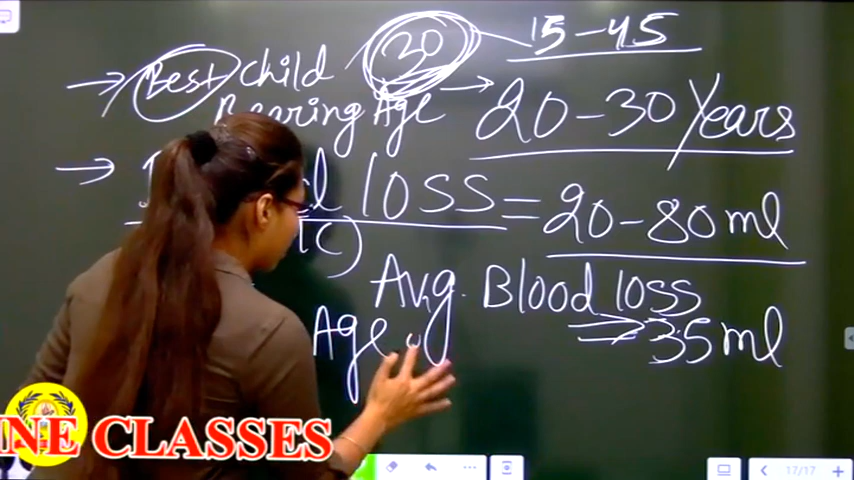 30 15-45
→ Best Child
Bearing Age → 20-30 Years
→ loss = 20-80 ml
Avg. Blood loss
Age → 35 ml
NE CLASSES
17/17